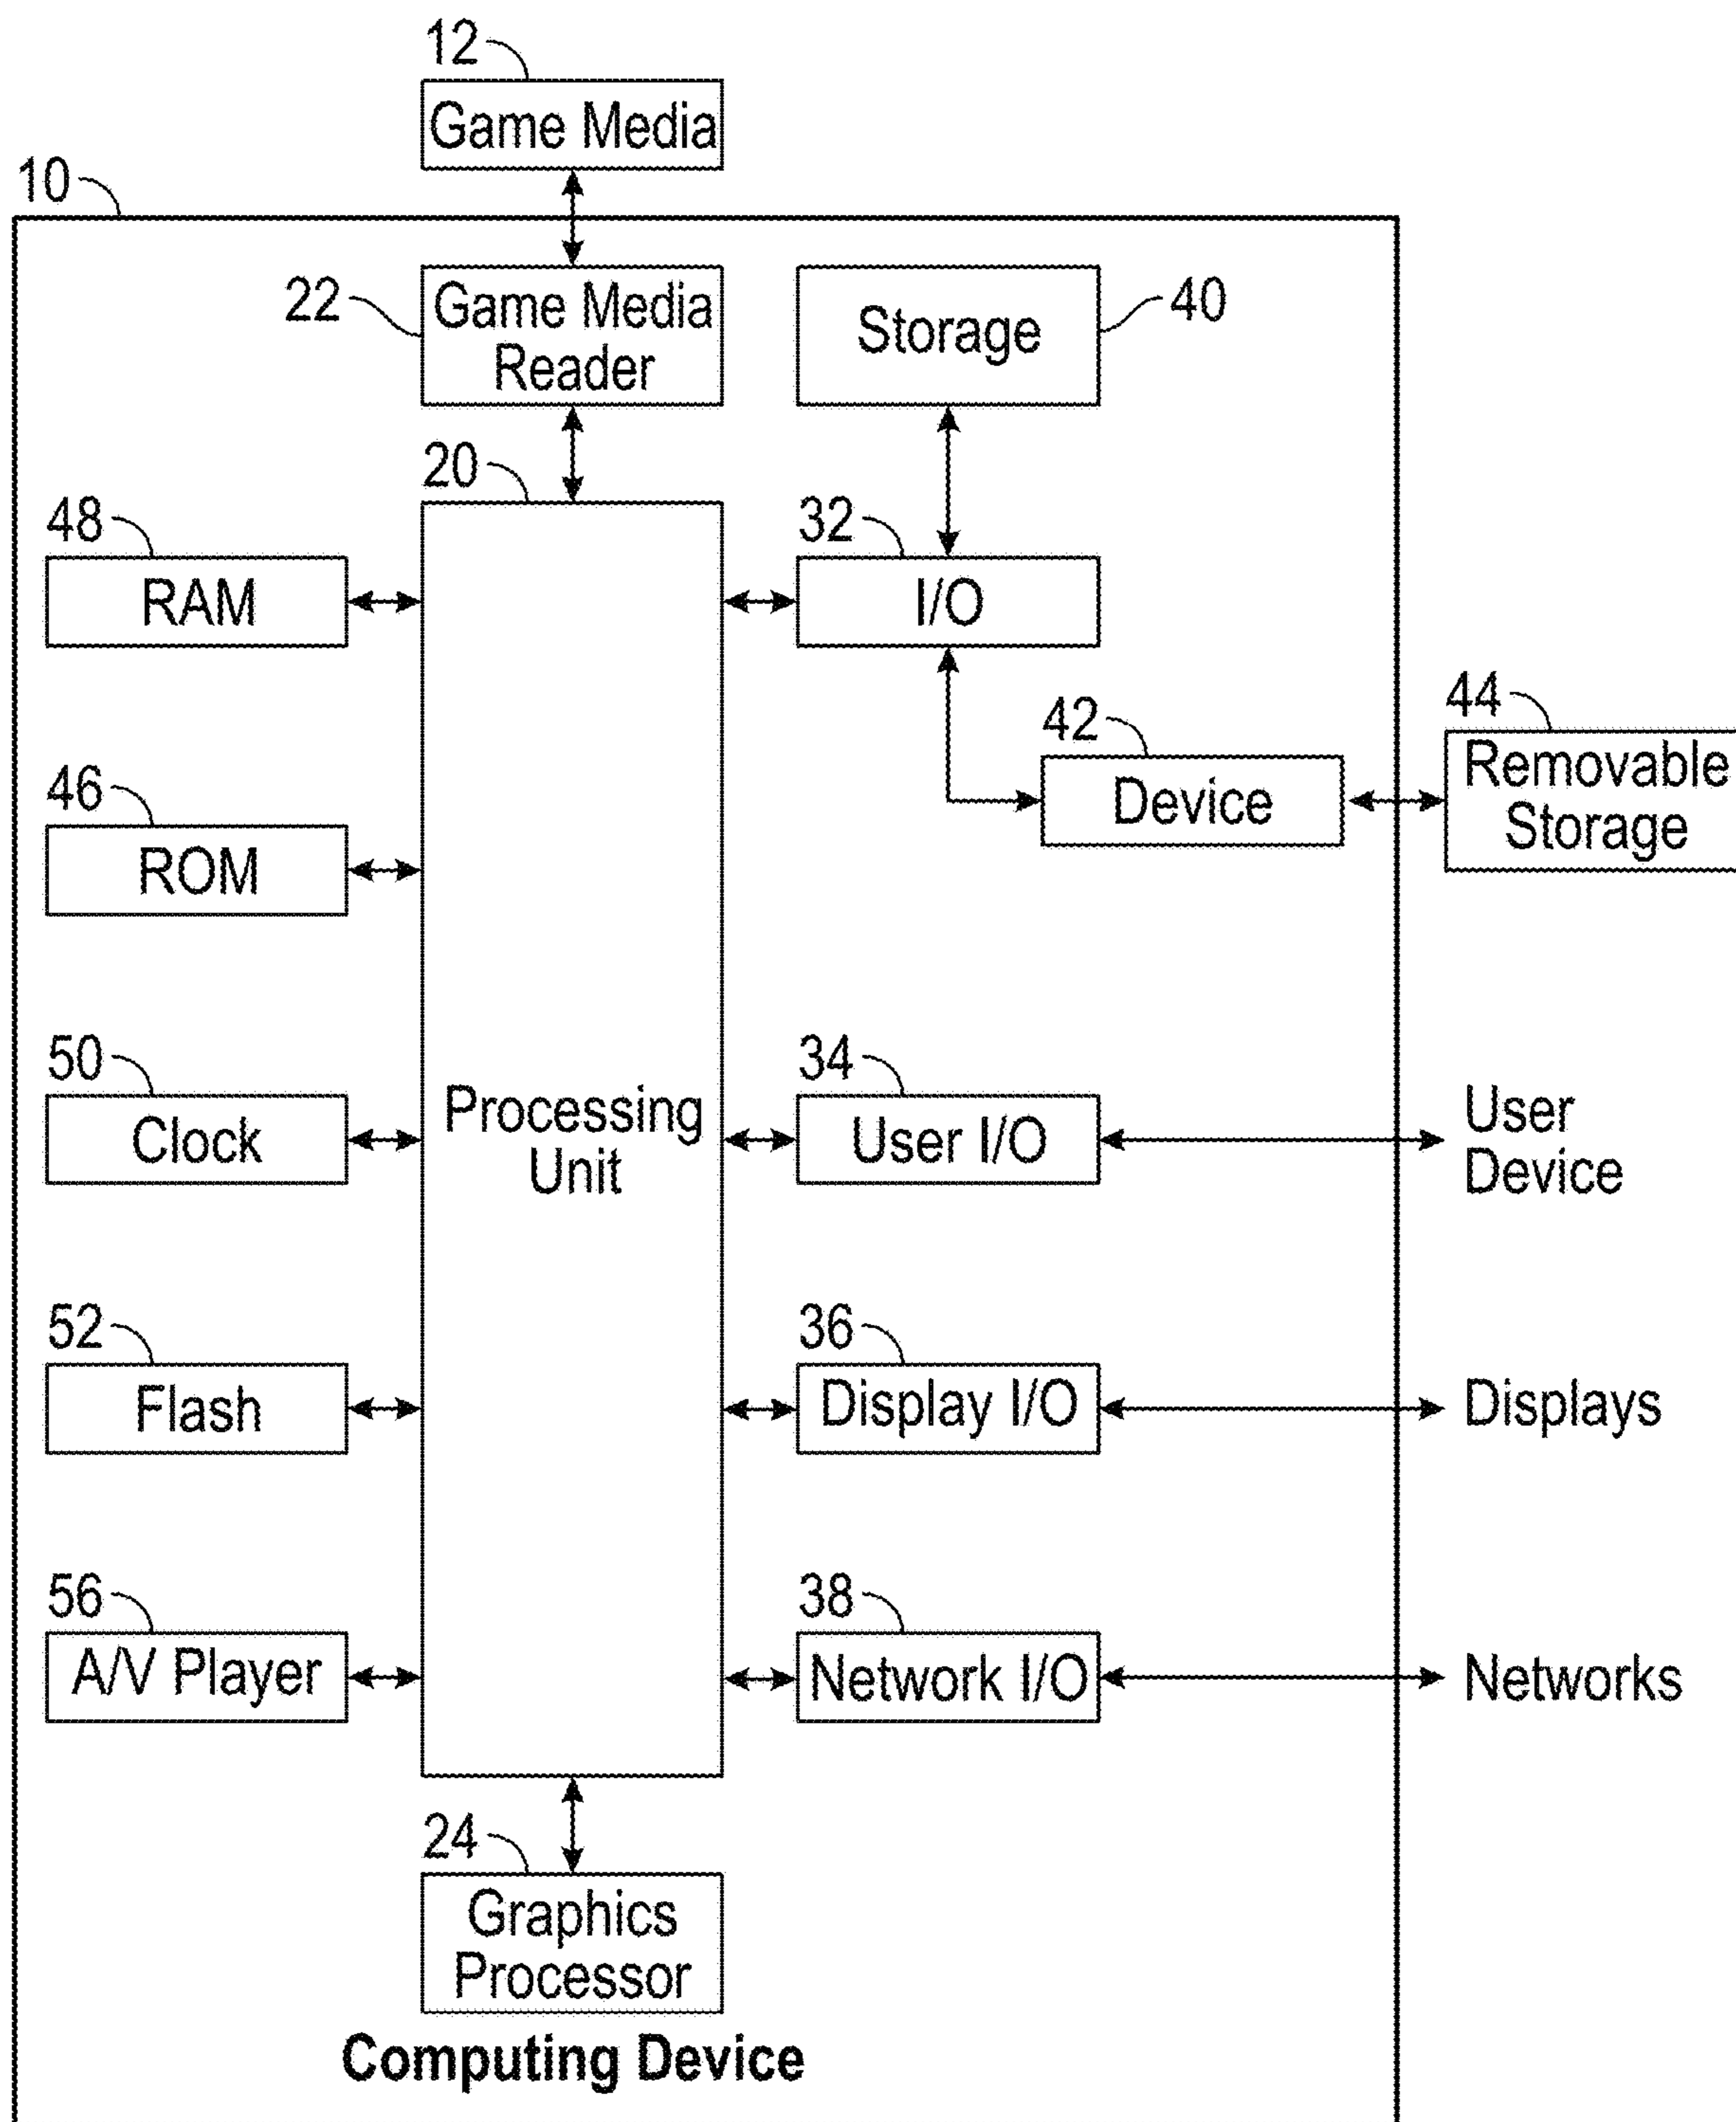 12
Game Media
10
22
Game Media
Reader
Storage
40
20
48
RAM
32
I/O
42
Device
44
Removable
Storage
46
ROM
50
Clock
Processing
Unit
34
User I/O
User
Device
52
Flash
36
Display I/O
Displays
56
A/V Player
38
Network I/O
Networks
24
Graphics
Processor
Computing Device